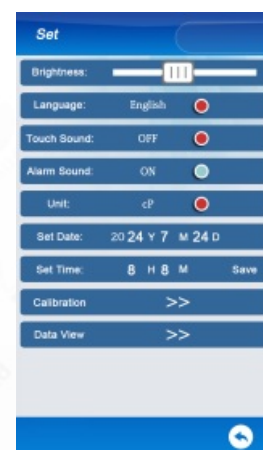 Set
Brightness:
Language: English
Touch Sound: OFF
Alarm Sound: ON
Unit: cP
Set Date: 2024 Y 7 M 24 D
Set Time: 8 H 8 M Save
Calibration >>
Data View >>